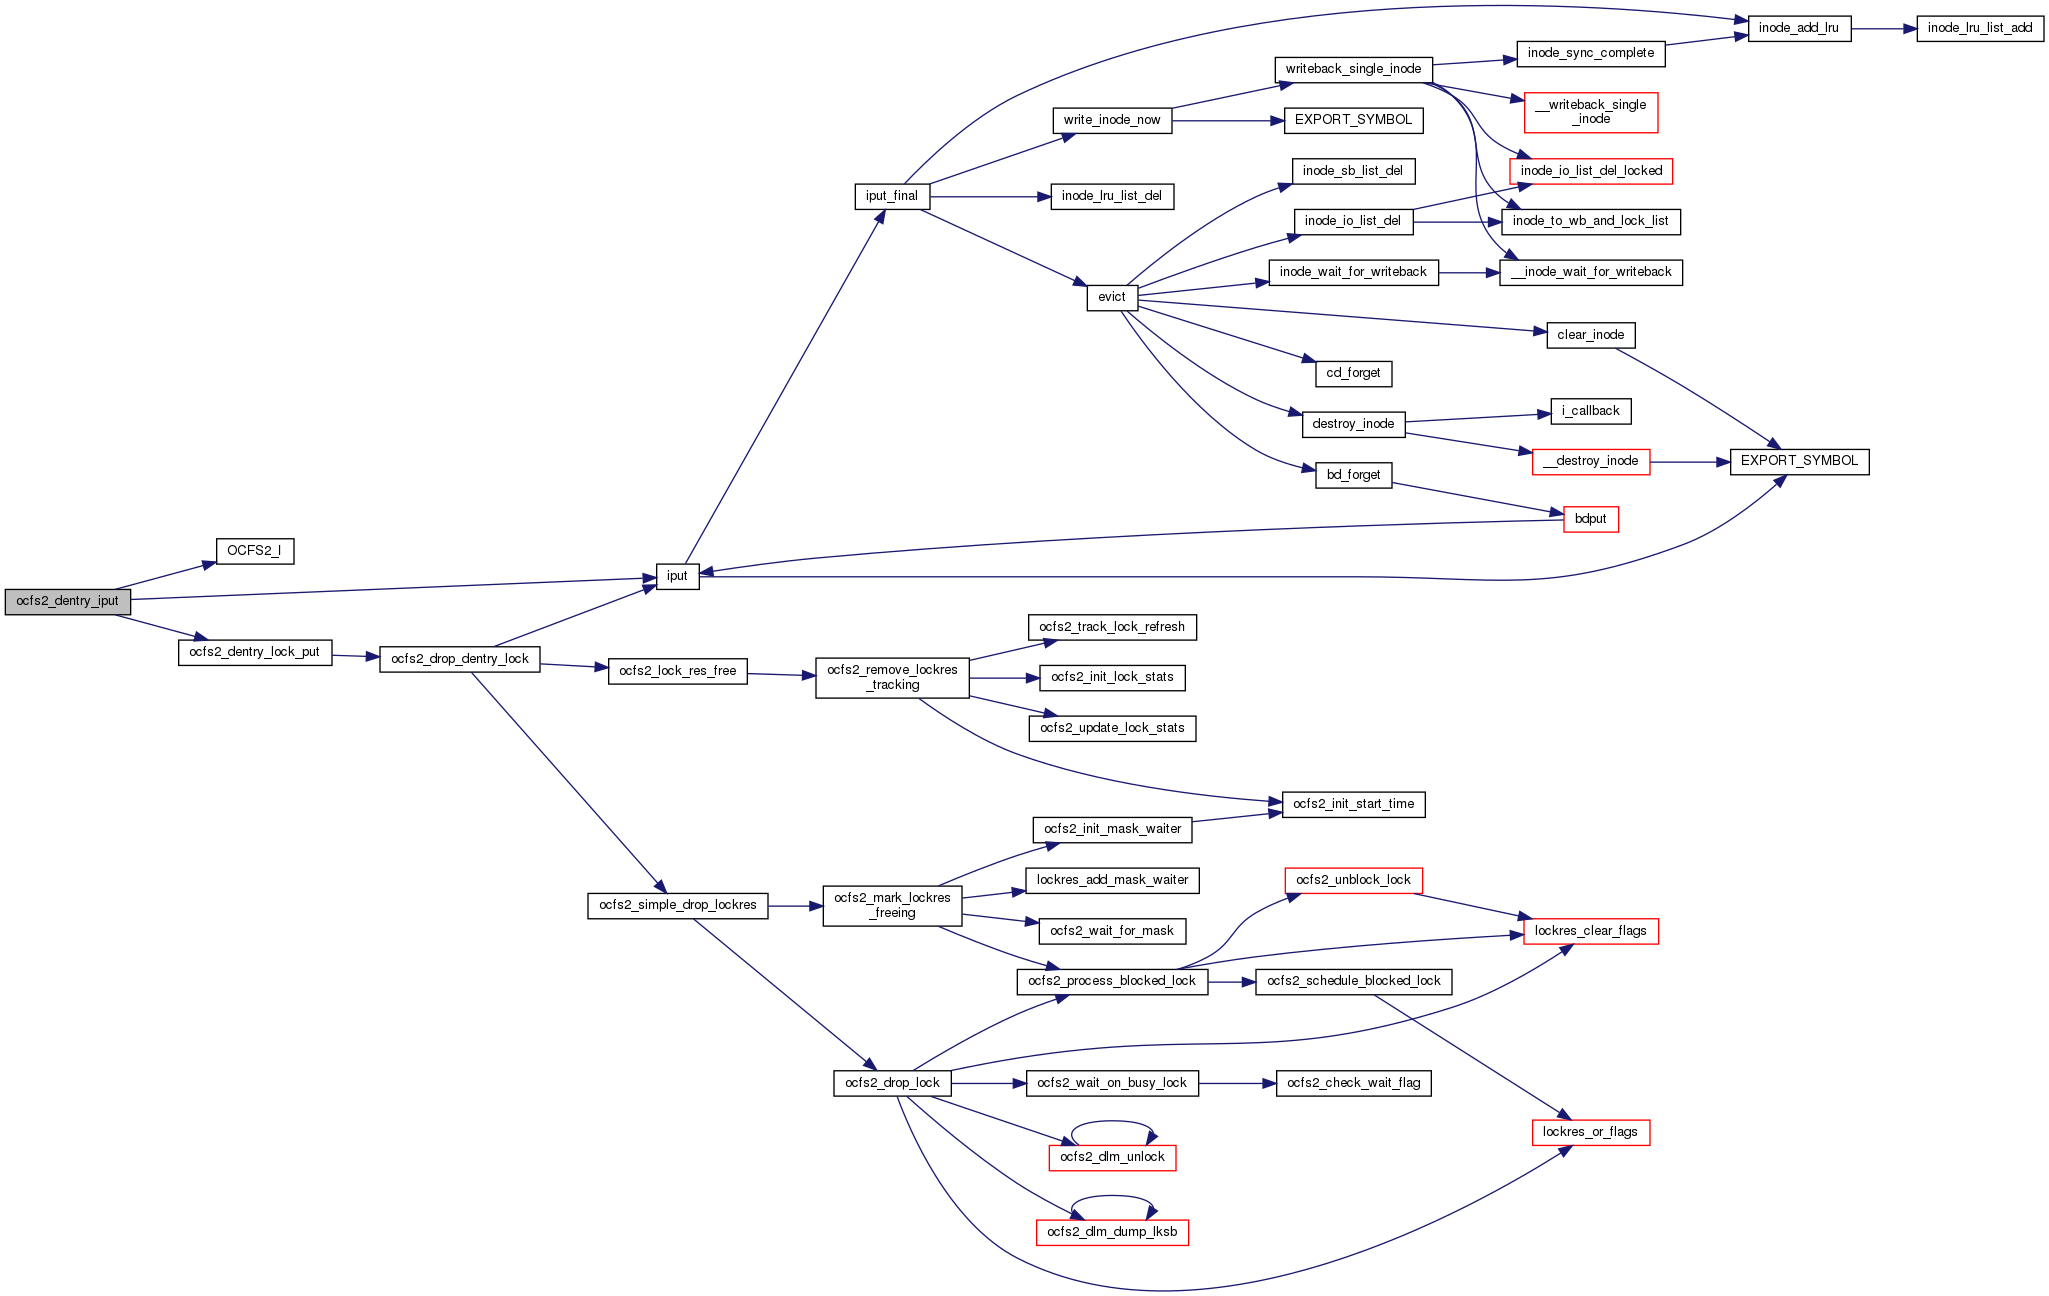 inode_add_lru
inode_lru_list_add
inode_sync_complete
writeback_single_inode
__writeback_single
_inode
write_inode_now
EXPORT_SYMBOL
inode_sb_list_del
inode_io_list_del_locked
iput_final
inode_lru_list_del
inode_io_list_del
inode_to_wb_and_lock_list
inode_wait_for_writeback
__inode_wait_for_writeback
evict
clear_inode
cd_forget
i_callback
destroy_inode
__destroy_inode
EXPORT_SYMBOL
bd_forget
bdput
OCFS2_I
iput
ocfs2_dentry_iput
ocfs2_track_lock_refresh
ocfs2_dentry_lock_put
ocfs2_drop_dentry_lock
ocfs2_lock_res_free
ocfs2_remove_lockres
_tracking
ocfs2_init_lock_stats
ocfs2_update_lock_stats
ocfs2_init_start_time
ocfs2_init_mask_waiter
lockres_add_mask_waiter
ocfs2_unblock_lock
ocfs2_simple_drop_lockres
ocfs2_mark_lockres
_freeing
ocfs2_wait_for_mask
lockres_clear_flags
ocfs2_process_blocked_lock
ocfs2_schedule_blocked_lock
ocfs2_drop_lock
ocfs2_wait_on_busy_lock
ocfs2_check_wait_flag
lockres_or_flags
ocfs2_dlm_unlock
ocfs2_dlm_dump_lksb